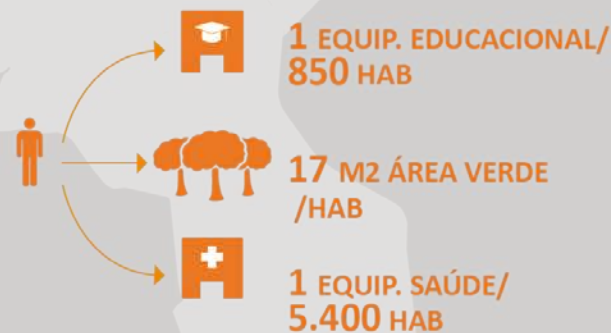 1 EQUIP. EDUCACIONAL/
850 HAB
17 M2 ÁREA VERDE
/HAB
1 EQUIP. SAÚDE/
5.400 HAB